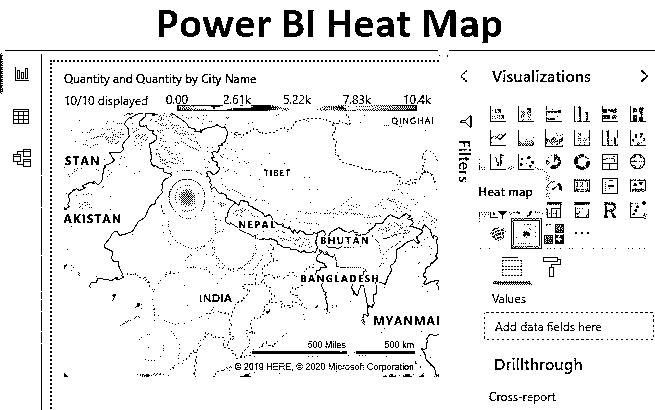 Power BI Heat Map
Quantity and Quantity by City Name
10/10 displayed 0.00 2.61k 5.22k 7.83k 10.4k
QINGHAI
STAN
TIBET
AKISTAN
NEPAL
BHUTAN
BANGLADESH
INDIA
MYANMAI
500 Miles 500 km
© 2019 HERE, © 2020 Microsoft Corporation
Visualizations
Filters
Heat map
R
...
Values
Add data fields here
Drillthrough
Cross-report